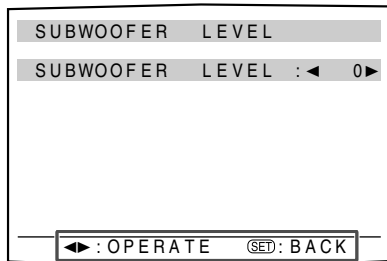 SUBWOOFER LEVEL
SUBWOOFER LEVEL :◄ 0►
◄►:OPERATE SET:BACK